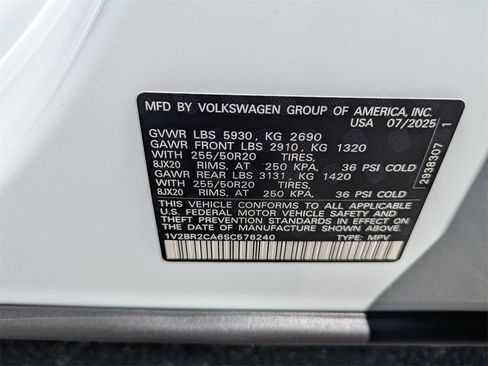 MFD BY VOLKSWAGEN GROUP OF AMERICA, INC.
USA 07/2025
GVWR LBS 5930, KG 2690
GAWR FRONT LBS 2910, KG 1320
WITH 255/50R20 TIRES,
8JX20 RIMS, AT 250 KPA, 36 PSI COLD
GAWR REAR LBS 3131, KG 1420
WITH 255/50R20 TIRES,
8JX20 RIMS, AT 250 KPA, 36 PSI COLD
THIS VEHICLE CONFORMS TO ALL APPLICABLE
U.S. FEDERAL MOTOR VEHICLE SAFETY AND
THEFT PREVENTION STANDARDS IN EFFECT
ON THE DATE OF MANUFACTURE SHOWN ABOVE.
1V2BR2CA6SC576240 TYPE: MPV
2939307 1